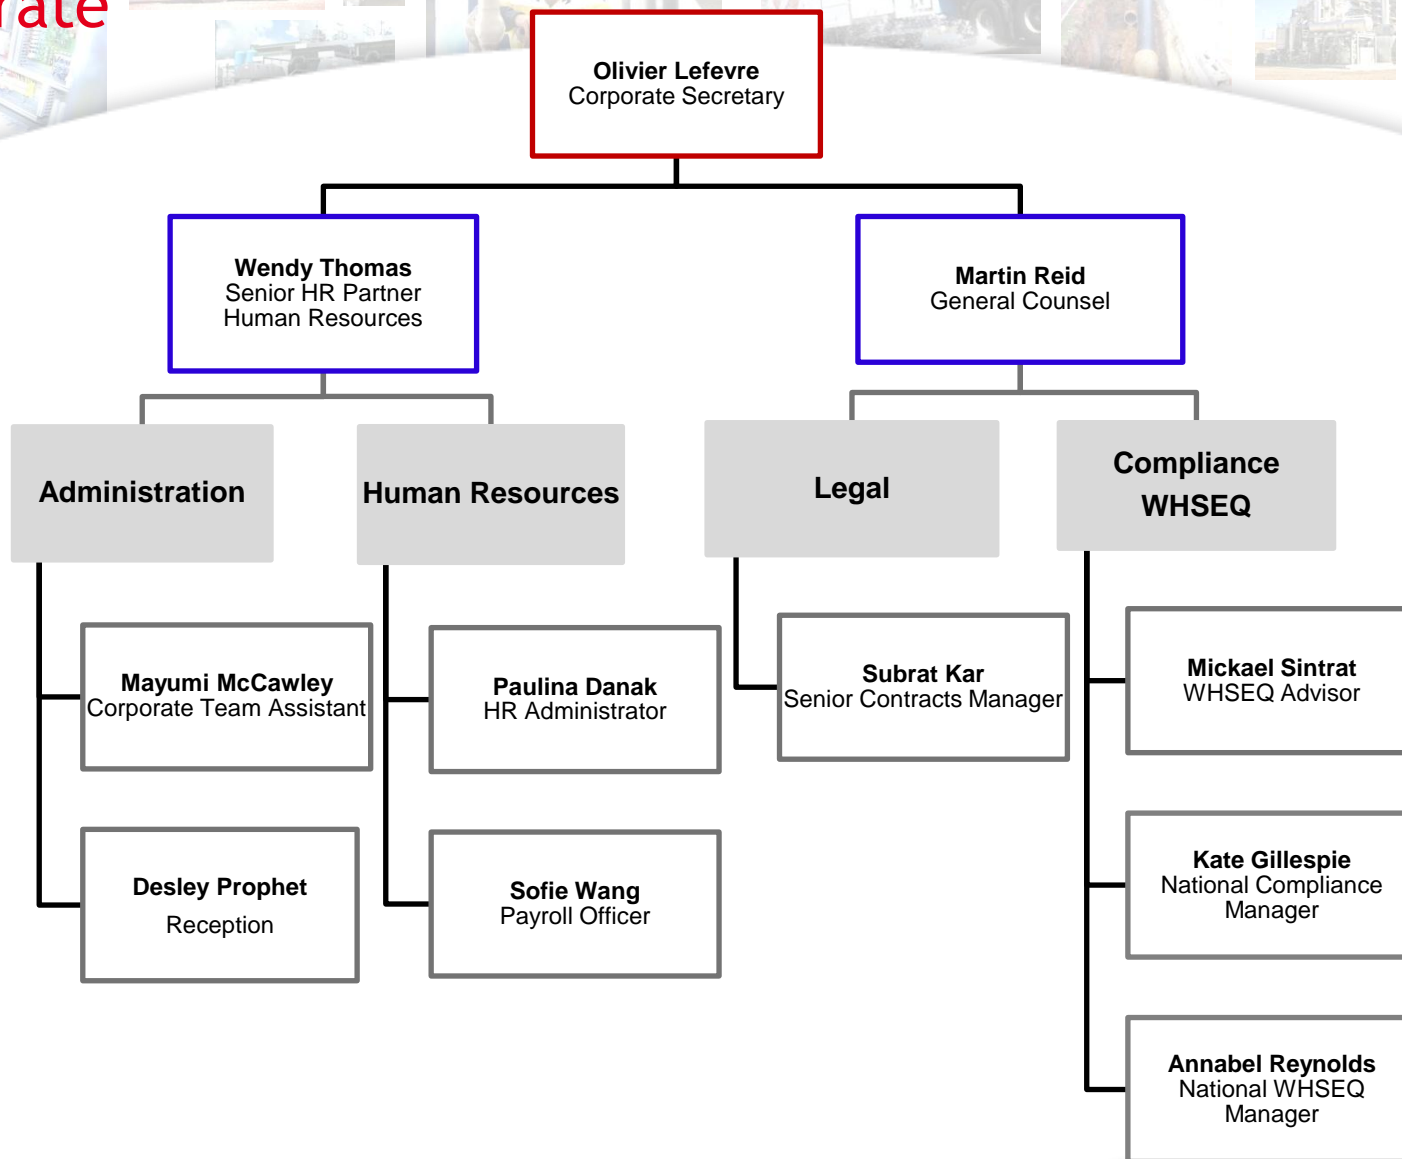 rate
Olivier Lefevre
Corporate Secretary
Wendy Thomas
Senior HR Partner
Human Resources
Martin Reid
General Counsel
Administration
Human Resources
Legal
Compliance
WHSEQ
Mayumi McCawley
Corporate Team Assistant
Paulina Danak
HR Administrator
Subrat Kar
Senior Contracts Manager
Mickael Sintrat
WHSEQ Advisor
Desley Prophet
Reception
Sofie Wang
Payroll Officer
Kate Gillespie
National Compliance
Manager
Annabel Reynolds
National WHSEQ
Manager